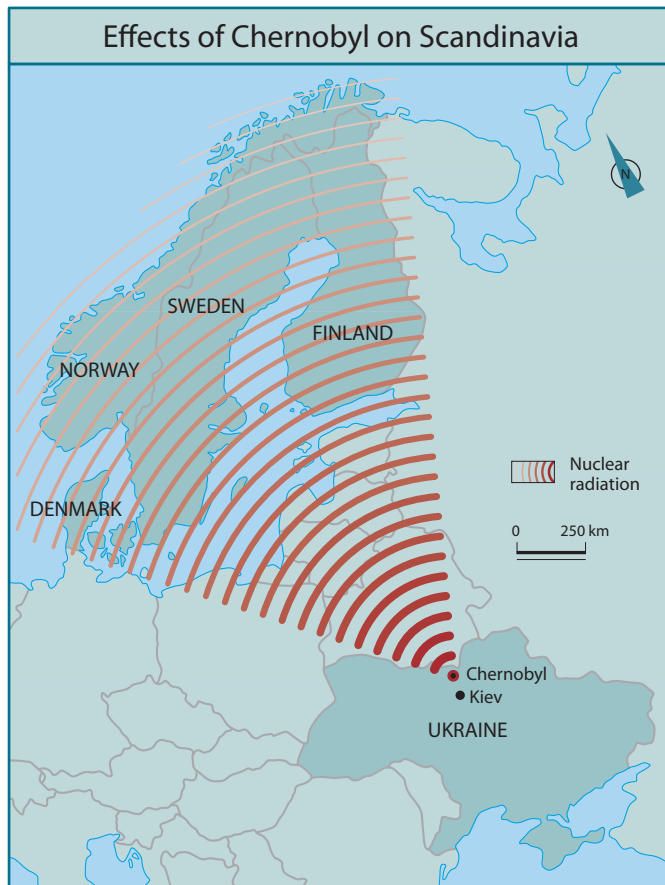 Effects of Chernobyl on Scandinavia
N
SWEDEN
FINLAND
NORWAY
Nuclear
radiation
DENMARK
0 250 km
Chernobyl
Kiev
UKRAINE